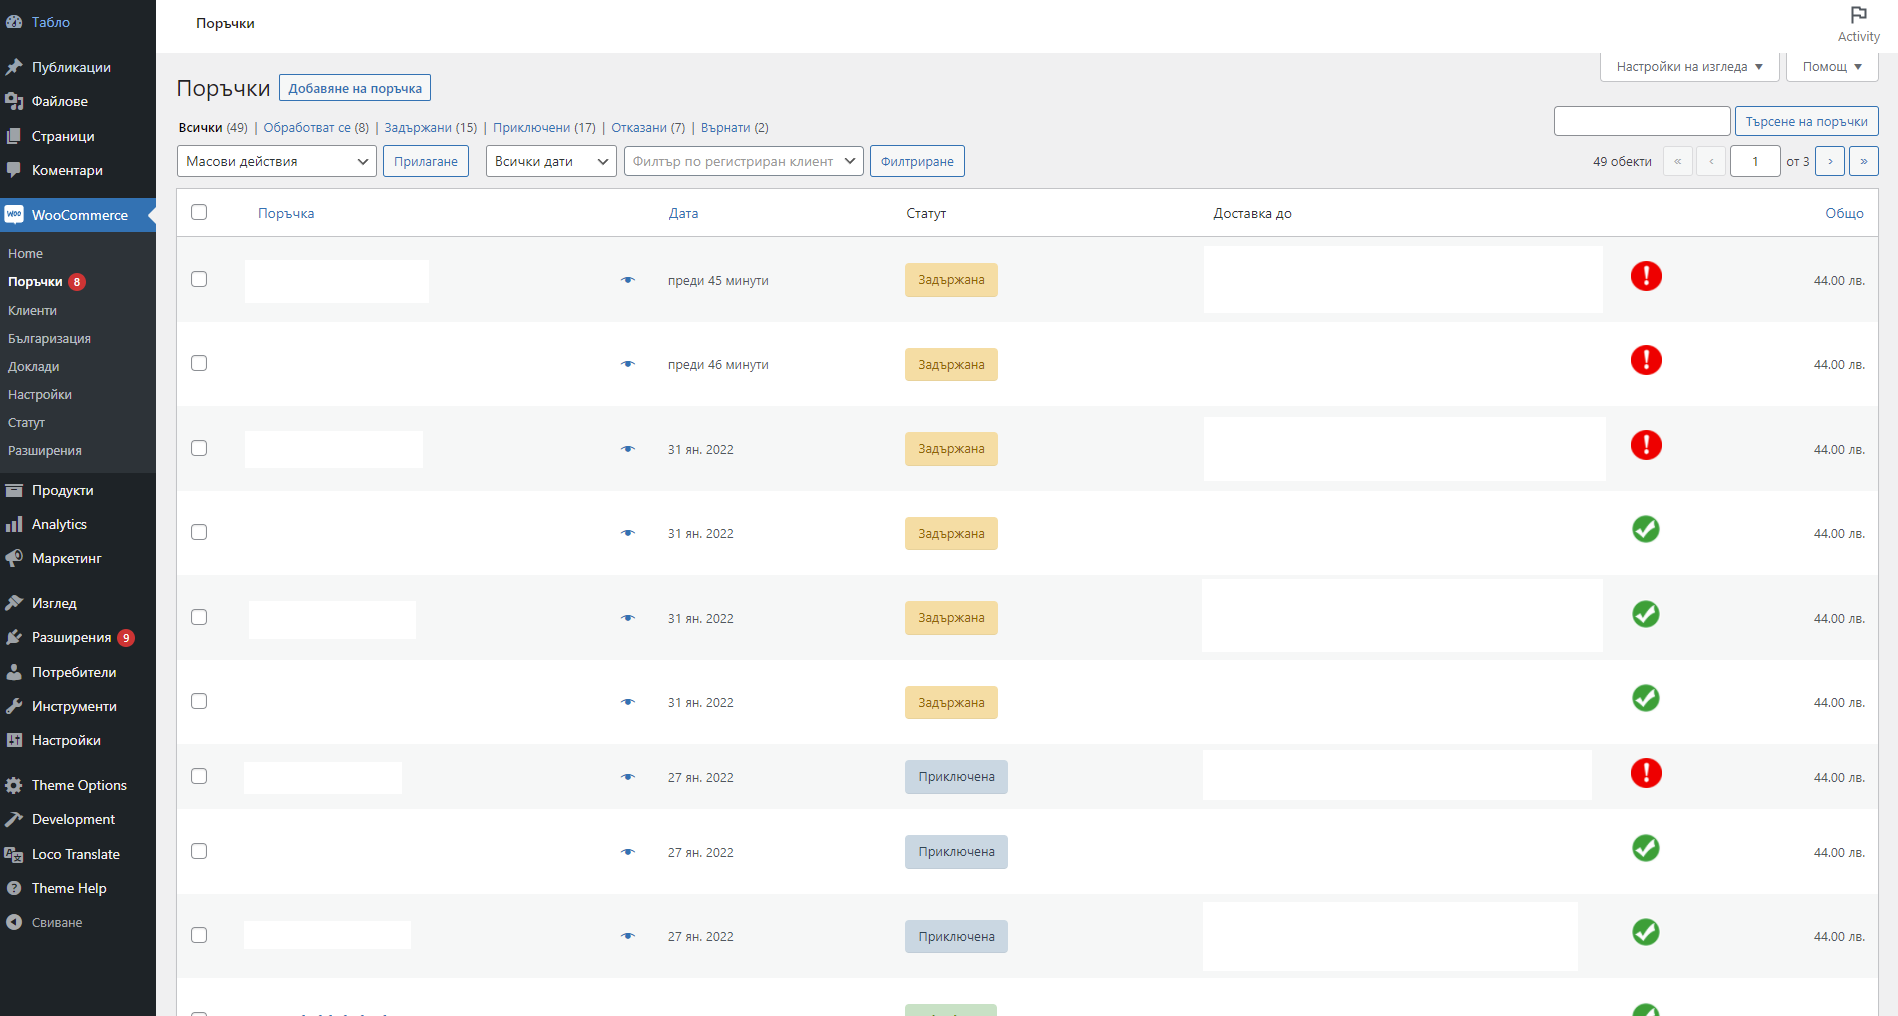 Табло
Публикации
Файлове
Страници
Коментари
WooCommerce
Home
Поръчки 8
Клиенти
Българизация
Доклади
Настройки
Статут
Разширения
Продукти
Analytics
Маркетинг
Изглед
Разширения 9
Потребители
Инструменти
Настройки
Theme Options
Development
Loco Translate
Theme Help
Свиване
Поръчки
Activity
Настройки на изгледа
Помощ
Поръчки Добавяне на поръчка
Всички (49) | Обработват се (8) | Задържани (15) | Приключени (17) | Отказани (7) | Върнати (2)
Търсене на поръчки
Масови действия Прилагане Всички дати Филтър по регистриран клиент Филтриране
49 обекти « ‹ 1 от 3 › »
Поръчка Дата Статут Доставка до Общо
преди 45 минути Задържана 44.00 лв.
преди 46 минути Задържана 44.00 лв.
31 ян. 2022 Задържана 44.00 лв.
31 ян. 2022 Задържана 44.00 лв.
31 ян. 2022 Задържана 44.00 лв.
31 ян. 2022 Задържана 44.00 лв.
27 ян. 2022 Приключена 44.00 лв.
27 ян. 2022 Приключена 44.00 лв.
27 ян. 2022 Приключена 44.00 лв.